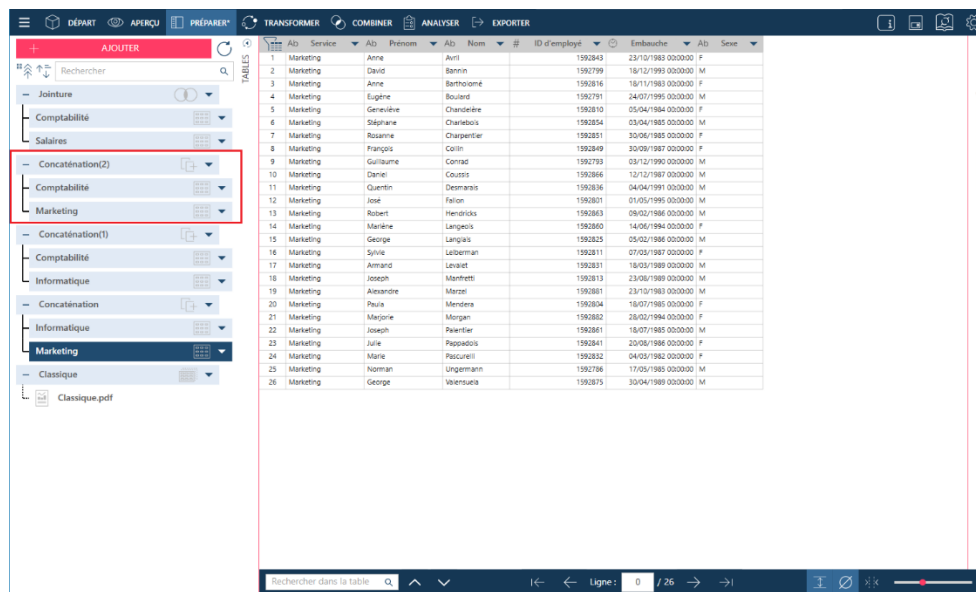 DÉPART APERÇU PRÉPARER* TRANSFORMER COMBINER ANALYSER EXPORTER
AJOUTER
Rechercher
TABLES
Jointure
Comptabilité
Salaires
Concaténation(2)
Comptabilité
Marketing
Concaténation(1)
Comptabilité
Informatique
Concaténation
Informatique
Marketing
Classique
Classique.pdf
Ab Service Ab Prénom Ab Nom # ID d'employé Embauche Ab Sexe
1 Marketing Anne Avril 1592843 23/10/1983 00:00:00 F
2 Marketing David Bannin 1592799 18/12/1993 00:00:00 M
3 Marketing Anne Bartholomé 1592816 18/11/1983 00:00:00 F
4 Marketing Eugéne Boulard 1592791 24/07/1995 00:00:00 M
5 Marketing Geneviève Chandelére 1592810 05/04/1984 00:00:00 F
6 Marketing Stéphane Charlebois 1592854 03/04/1985 00:00:00 M
7 Marketing Rosanne Charpentier 1592851 30/06/1985 00:00:00 F
8 Marketing François Collin 1592849 30/09/1987 00:00:00 F
9 Marketing Guillaume Conrad 1592793 03/12/1990 00:00:00 M
10 Marketing Daniel Coussis 1592866 12/12/1987 00:00:00 M
11 Marketing Quentin Desmarais 1592836 04/04/1991 00:00:00 M
12 Marketing José Fallon 1592801 01/05/1995 00:00:00 M
13 Marketing Robert Hendricks 1592863 09/02/1986 00:00:00 M
14 Marketing Marlène Langeois 1592860 14/06/1994 00:00:00 F
15 Marketing George Langlais 1592825 05/02/1986 00:00:00 M
16 Marketing Sylvie Leiberman 1592811 07/03/1987 00:00:00 F
17 Marketing Armand Levalet 1592831 18/03/1989 00:00:00 M
18 Marketing Joseph Manfretti 1592813 23/08/1989 00:00:00 M
19 Marketing Alexandre Marzel 1592881 23/10/1983 00:00:00 M
20 Marketing Paula Mendera 1592804 18/07/1985 00:00:00 F
21 Marketing Marjorie Morgan 1592882 28/02/1994 00:00:00 F
22 Marketing Joseph Palentier 1592861 18/07/1985 00:00:00 M
23 Marketing Julie Pappadois 1592841 20/08/1986 00:00:00 F
24 Marketing Marie Pascurelli 1592832 04/03/1982 00:00:00 F
25 Marketing Norman Ungermann 1592786 17/05/1985 00:00:00 M
26 Marketing George Valensuela 1592875 30/04/1989 00:00:00 M
Rechercher dans la table Ligne : 0 / 26